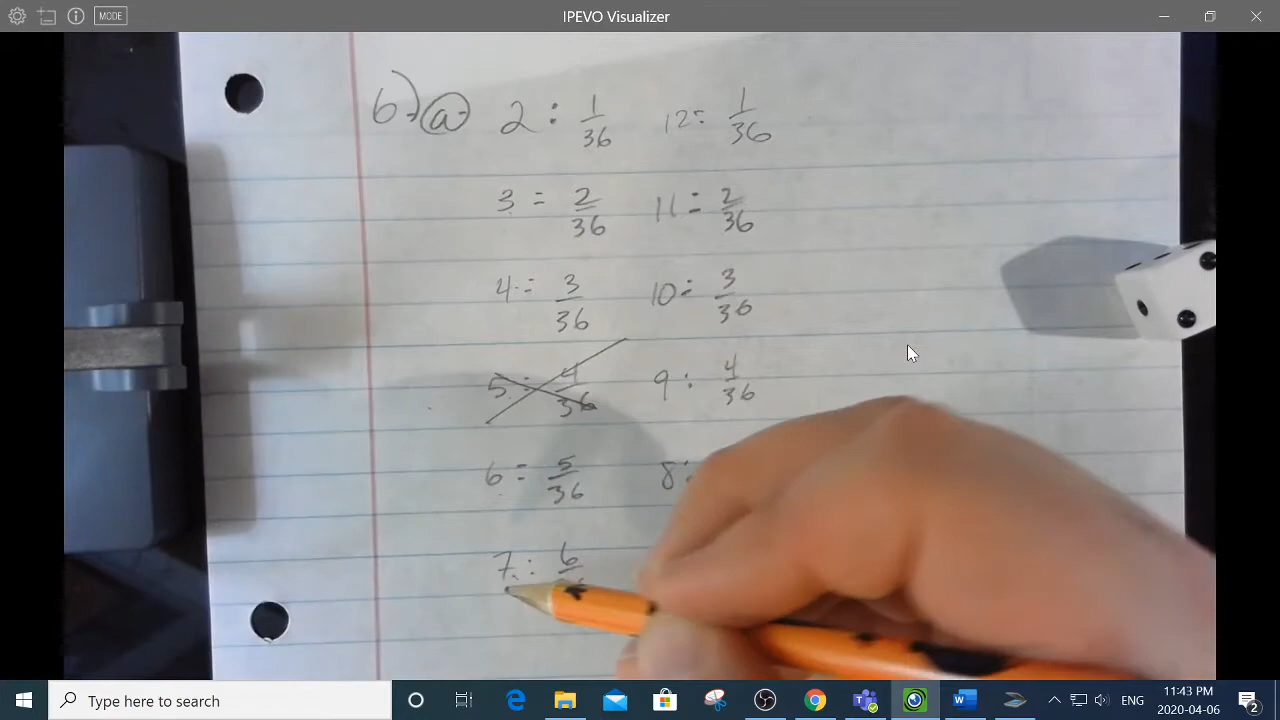 IPEVO Visualizer
MODE
6) a 2 : 1/36 12 : 1/36
3 = 2/36 11 = 2/36
4 = 3/36 10 = 3/36
5 : 4/36 9 : 4/36
6 = 5/36 8 :
7 : 6
Type here to search
ENG
11:43 PM
2020-04-06
2